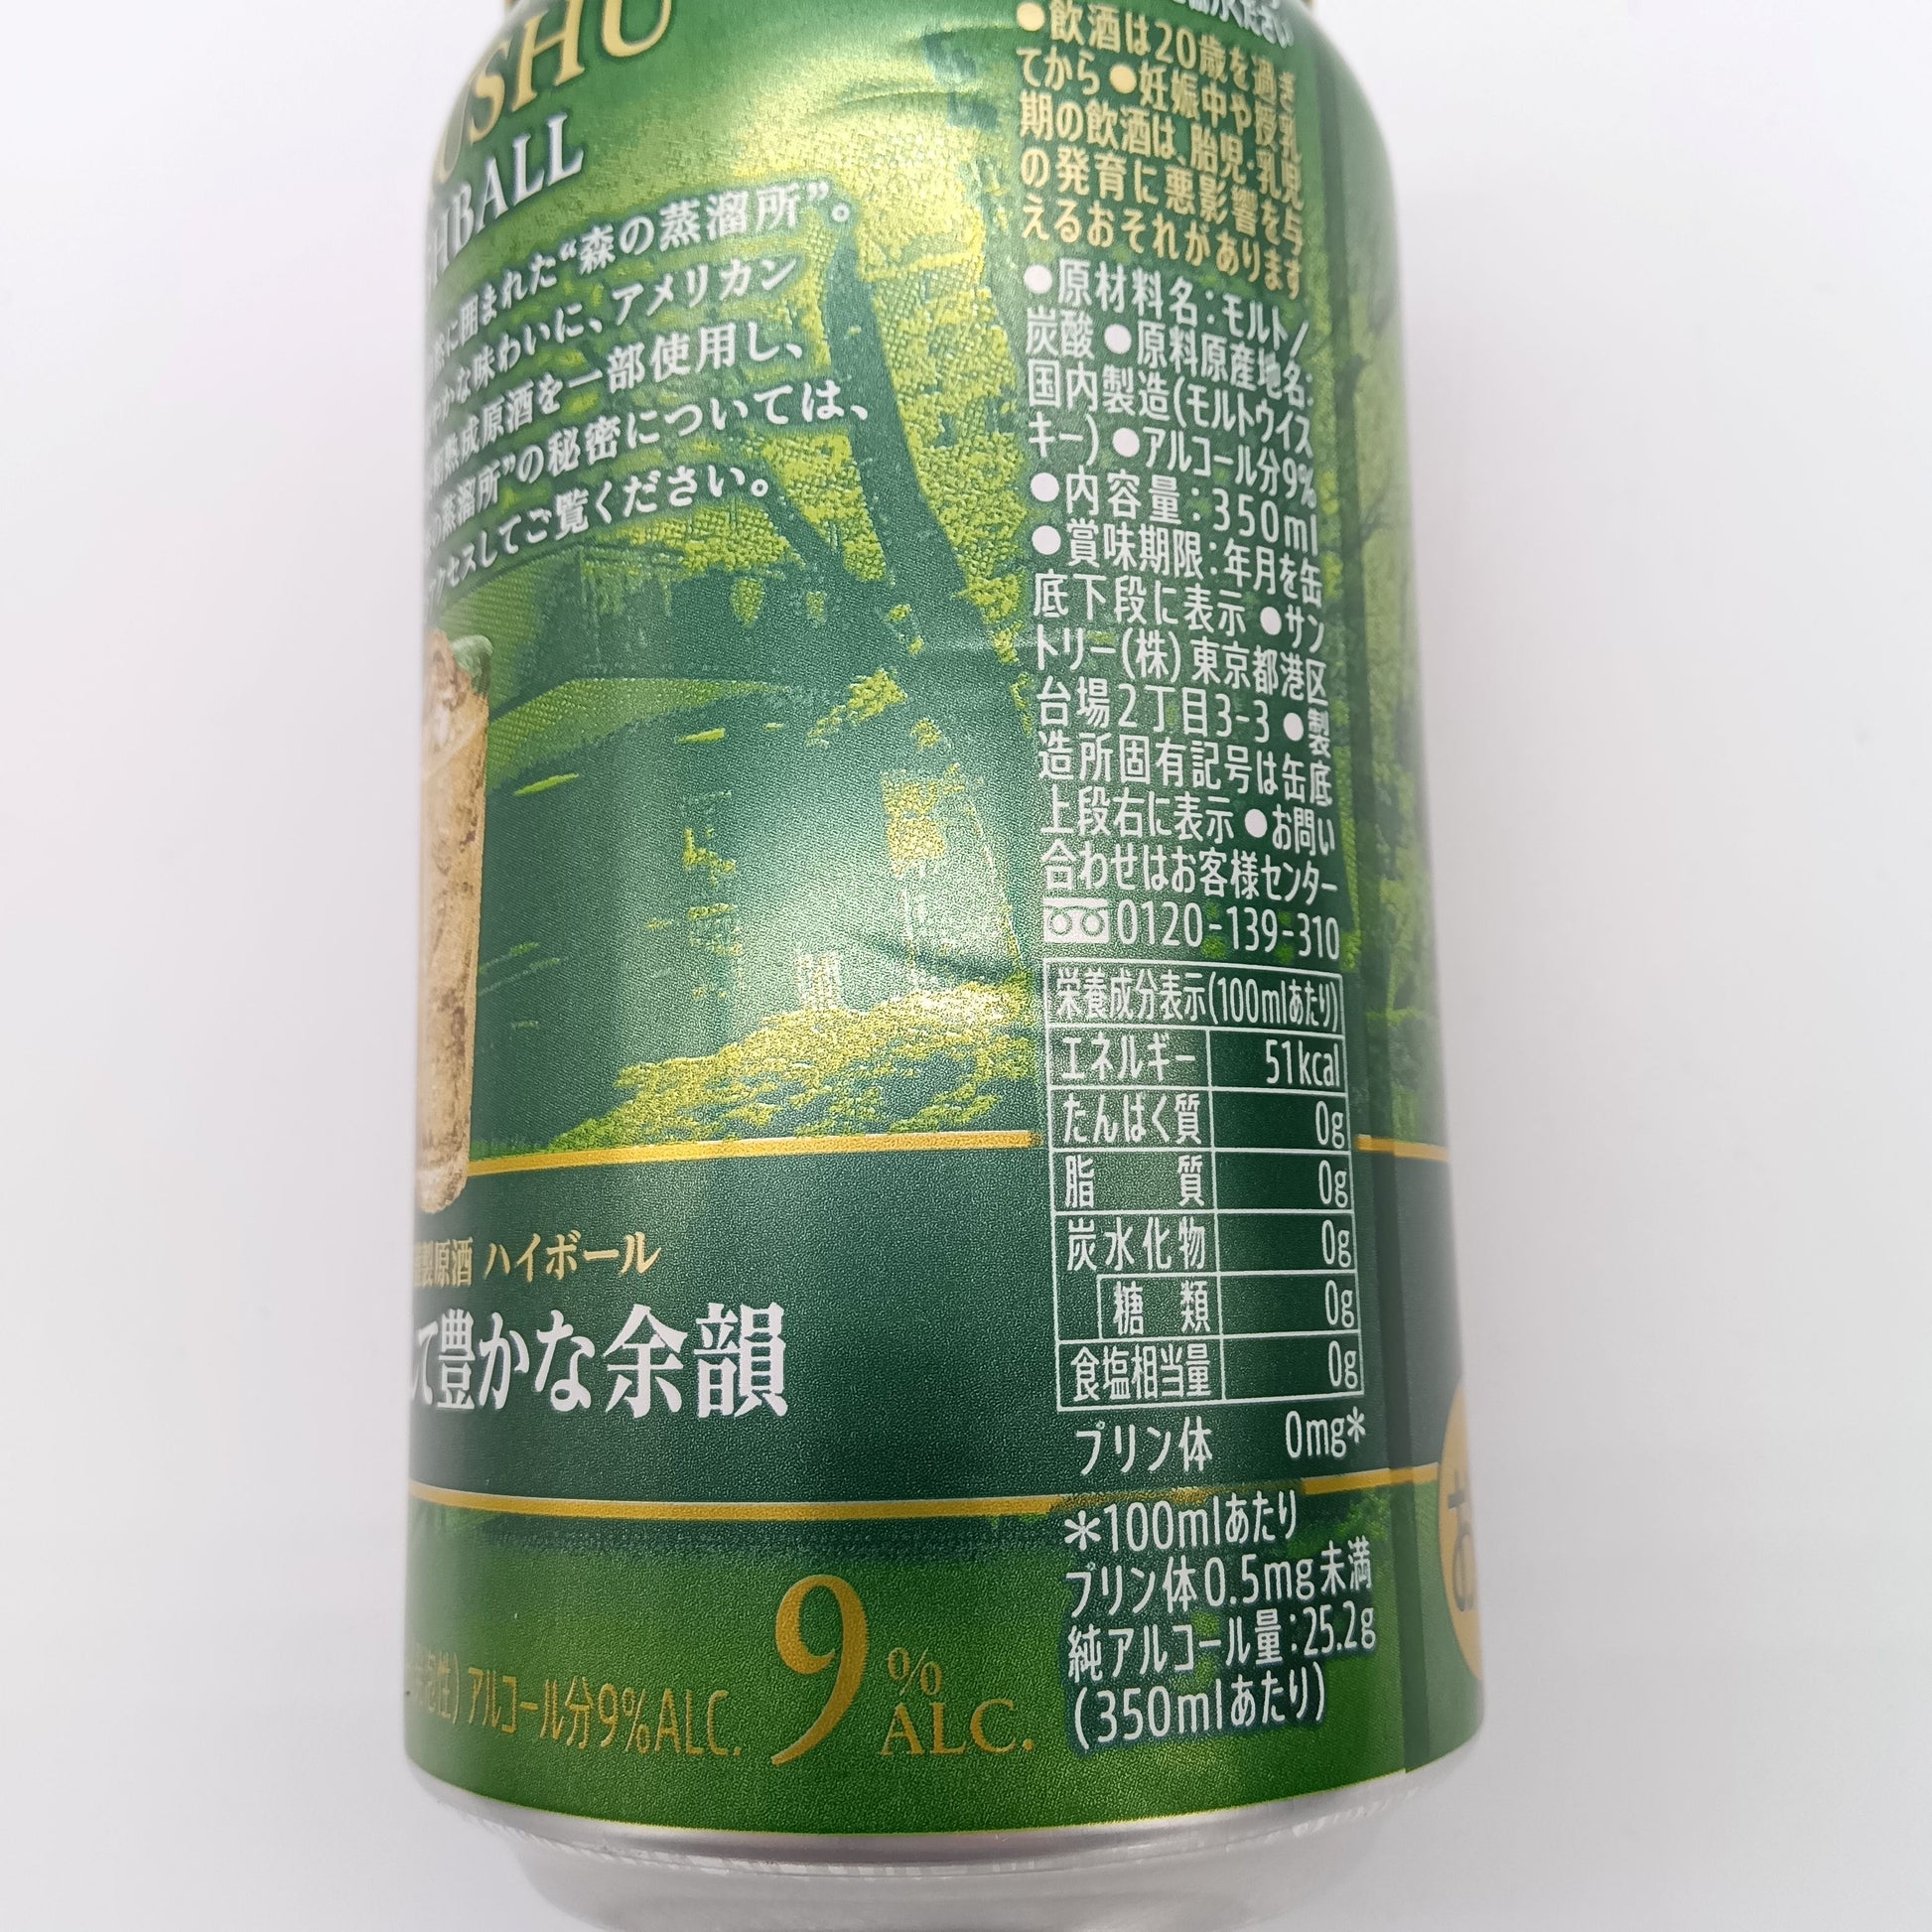 USHU
HBALL
に囲まれた“森の蒸溜所”。
やかな味わいに、アメリカン
熟成原酒を一部使用し、
の蒸溜所”の秘密については、
アクセスしてご覧ください。
製原酒 ハイボール
て豊かな余韻
アルコール分9%ALC.
9% ALC.
ください
●飲酒は20歳を過ぎ
てから ●妊娠中や授乳
期の飲酒は、胎児・乳児
の発育に悪影響を与
えるおそれがあります
●原材料名:モルト/
炭酸 ●原料原産地名:
国内製造(モルトウイス
キー) ●アルコール分9%
●内容量:350ml
●賞味期限:年月を缶
底下段に表示 ●サン
トリー(株)東京都港区
台場2丁目3-3 ●製
造所固有記号は缶底
上段右に表示 ●お問い
合わせはお客様センター
0120-139-310
栄養成分表示(100mlあたり)
エネルギー 51kcal
たんぱく質 0g
脂質 0g
炭水化物 0g
糖類 0g
食塩相当量 0g
プリン体 0mg*
*100mlあたり
プリン体0.5mg未満
純アルコール量:25.2g
(350mlあたり)
お